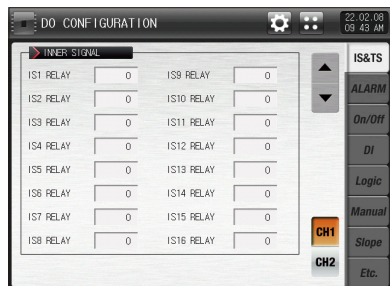 DO CONFIGURATION
22.02.08
09 43 AM
INNER SIGNAL
IS1 RELAY 0 IS9 RELAY 0
IS2 RELAY 0 IS10 RELAY 0
IS3 RELAY 0 IS11 RELAY 0
IS4 RELAY 0 IS12 RELAY 0
IS5 RELAY 0 IS13 RELAY 0
IS6 RELAY 0 IS14 RELAY 0
IS7 RELAY 0 IS15 RELAY 0
IS8 RELAY 0 IS16 RELAY 0
CH1
CH2
IS&TS
ALARM
On/Off
DI
Logic
Manual
Slope
Etc.